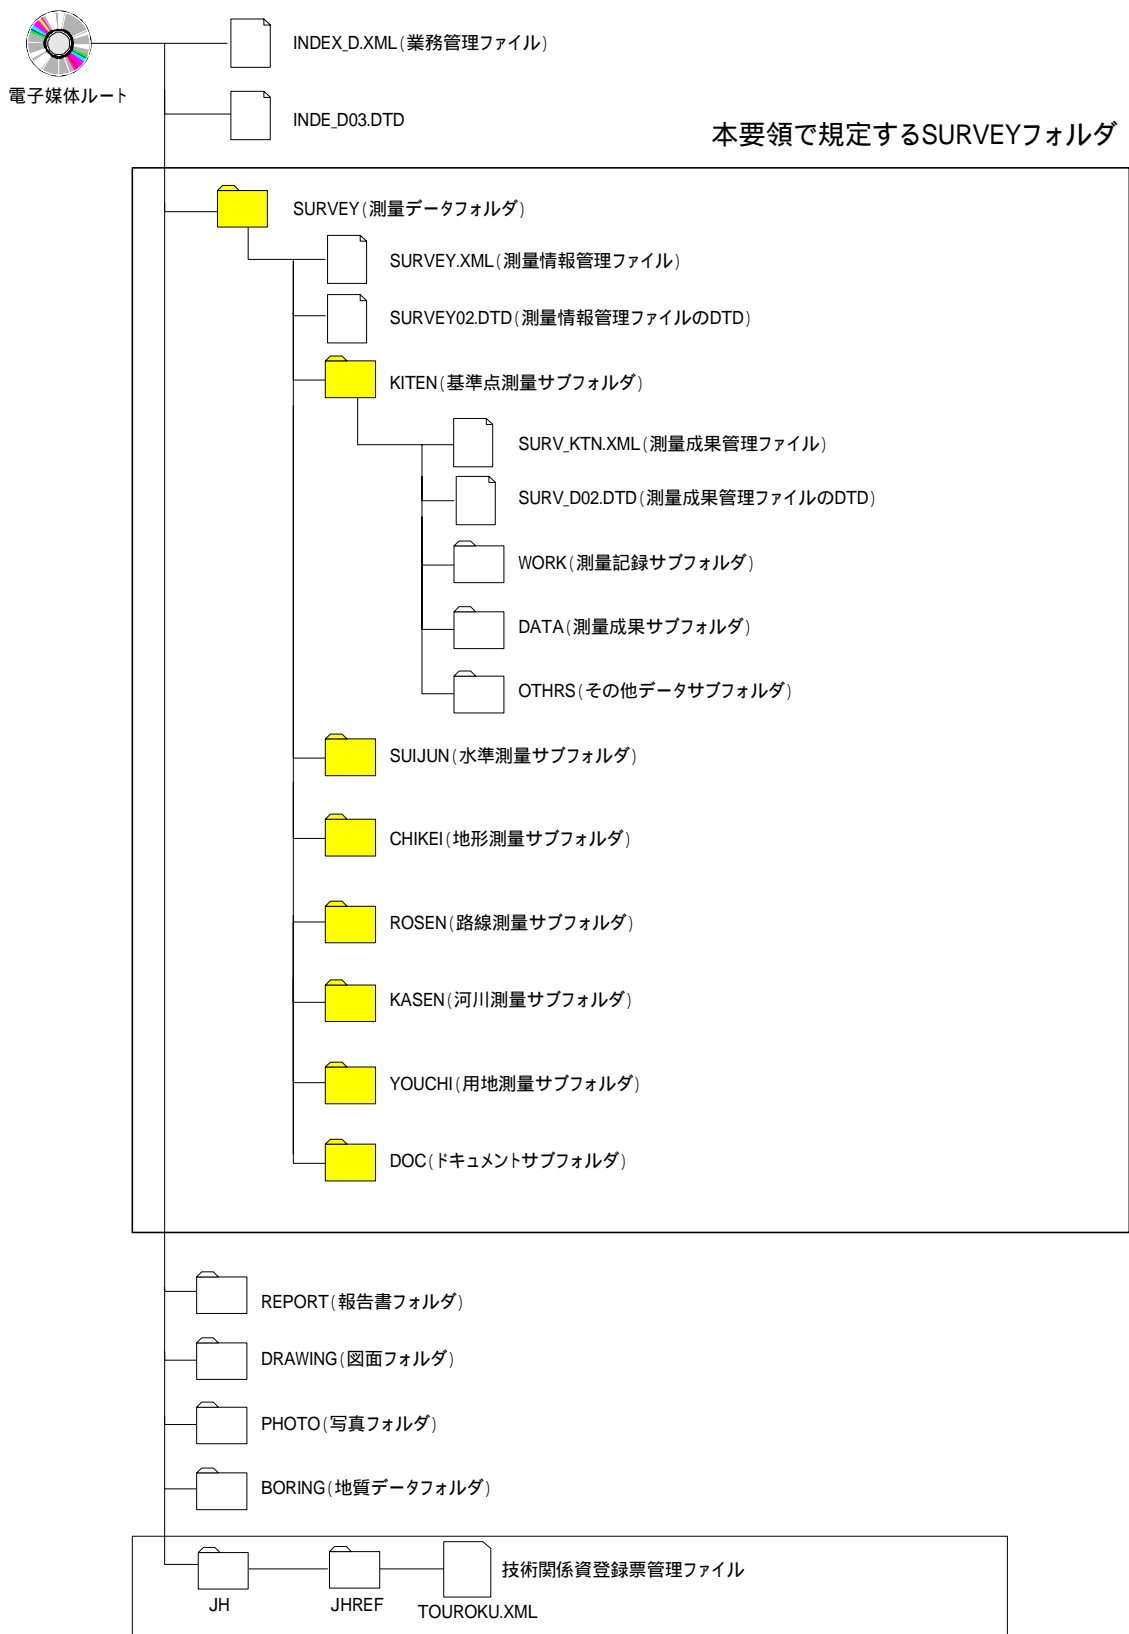 INDEX_D.XML(業務管理ファイル)
電子媒体ルート
INDE_D03.DTD
本要領で規定するSURVEYフォルダ
SURVEY(測量データフォルダ)
SURVEY.XML(測量情報管理ファイル)
SURVEY02.DTD(測量情報管理ファイルのDTD)
KITEN(基準点測量サブフォルダ)
SURV_KTN.XML(測量成果管理ファイル)
SURV_D02.DTD(測量成果管理ファイルのDTD)
WORK(測量記録サブフォルダ)
DATA(測量成果サブフォルダ)
OTHRS(その他データサブフォルダ)
SUIJUN(水準測量サブフォルダ)
CHIKEI(地形測量サブフォルダ)
ROSEN(路線測量サブフォルダ)
KASEN(河川測量サブフォルダ)
YOUCHI(用地測量サブフォルダ)
DOC(ドキュメントサブフォルダ)
REPORT(報告書フォルダ)
DRAWING(図面フォルダ)
PHOTO(写真フォルダ)
BORING(地質データフォルダ)
技術関係資登録票管理ファイル
JH
JHREF
TOUROKU.XML